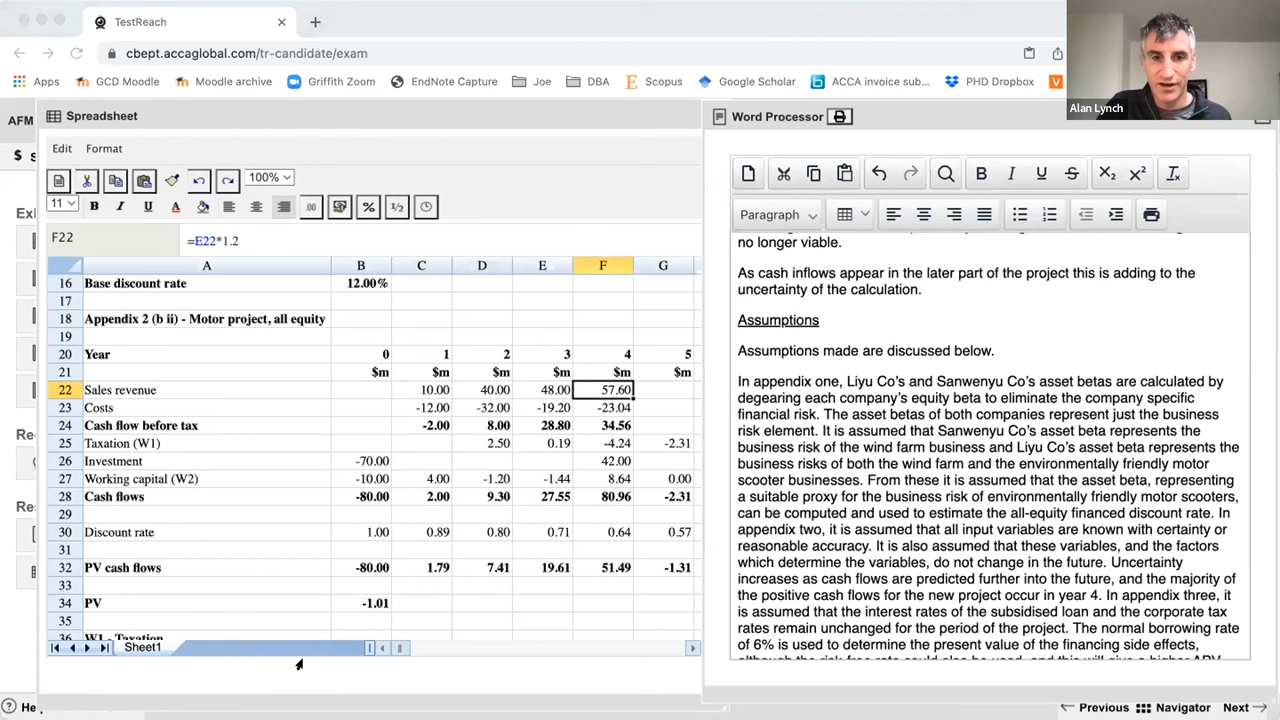 TestReach
cbept.accaglobal.com/tr-candidate/exam
Apps GCD Moodle Moodle archive Griffith Zoom EndNote Capture Joe DBA Scopus Google Scholar ACCA invoice sub... PHD Dropbox
Alan Lynch
AFM
Spreadsheet
Edit Format
100%
11
F22 =E22*1.2
A B C D E F G
16 Base discount rate 12.00%
17
18 Appendix 2 (b ii) - Motor project, all equity
19
20 Year 0 1 2 3 4 5
21 $m $m $m $m $m $m
22 Sales revenue 10.00 40.00 48.00 57.60
23 Costs -12.00 -32.00 -19.20 -23.04
24 Cash flow before tax -2.00 8.00 28.80 34.56
25 Taxation (W1) 2.50 0.19 -4.24 -2.31
26 Investment -70.00 42.00
27 Working capital (W2) -10.00 4.00 -1.20 -1.44 8.64 0.00
28 Cash flows -80.00 2.00 9.30 27.55 80.96 -2.31
29
30 Discount rate 1.00 0.89 0.80 0.71 0.64 0.57
31
32 PV cash flows -80.00 1.79 7.41 19.61 51.49 -1.31
33
34 PV -1.01
35
36 W1 - Taxation
Sheet1
Word Processor
Paragraph
no longer viable.
As cash inflows appear in the later part of the project this is adding to the
uncertainty of the calculation.
Assumptions
Assumptions made are discussed below.
In appendix one, Liyu Co's and Sanwenyu Co's asset betas are calculated by
degearing each company's equity beta to eliminate the company specific
financial risk. The asset betas of both companies represent just the business
risk element. It is assumed that Sanwenyu Co's asset beta represents the
business risk of the wind farm business and Liyu Co's asset beta represents the
business risks of both the wind farm and the environmentally friendly motor
scooter businesses. From these it is assumed that the asset beta, representing
a suitable proxy for the business risk of environmentally friendly motor scooters,
can be computed and used to estimate the all-equity financed discount rate. In
appendix two, it is assumed that all input variables are known with certainty or
reasonable accuracy. It is also assumed that these variables, and the factors
which determine the variables, do not change in the future. Uncertainty
increases as cash flows are predicted further into the future, and the majority of
the positive cash flows for the new project occur in year 4. In appendix three, it
is assumed that the interest rates of the subsidised loan and the corporate tax
rates remain unchanged for the period of the project. The normal borrowing rate
of 6% is used to determine the present value of the financing side effects,
although the risk free rate could also be used, and this will give a higher APV
Previous Navigator Next